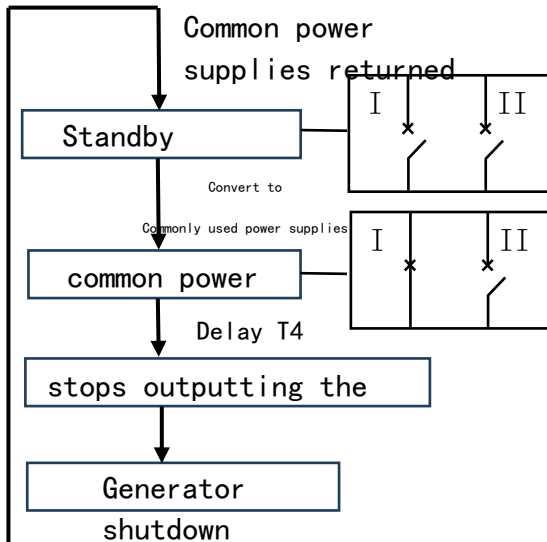 Common power
supplies returned
I II
Standby
Convert to
Commonly used power supplies
I II
common power
Delay T4
stops outputting the
Generator
shutdown